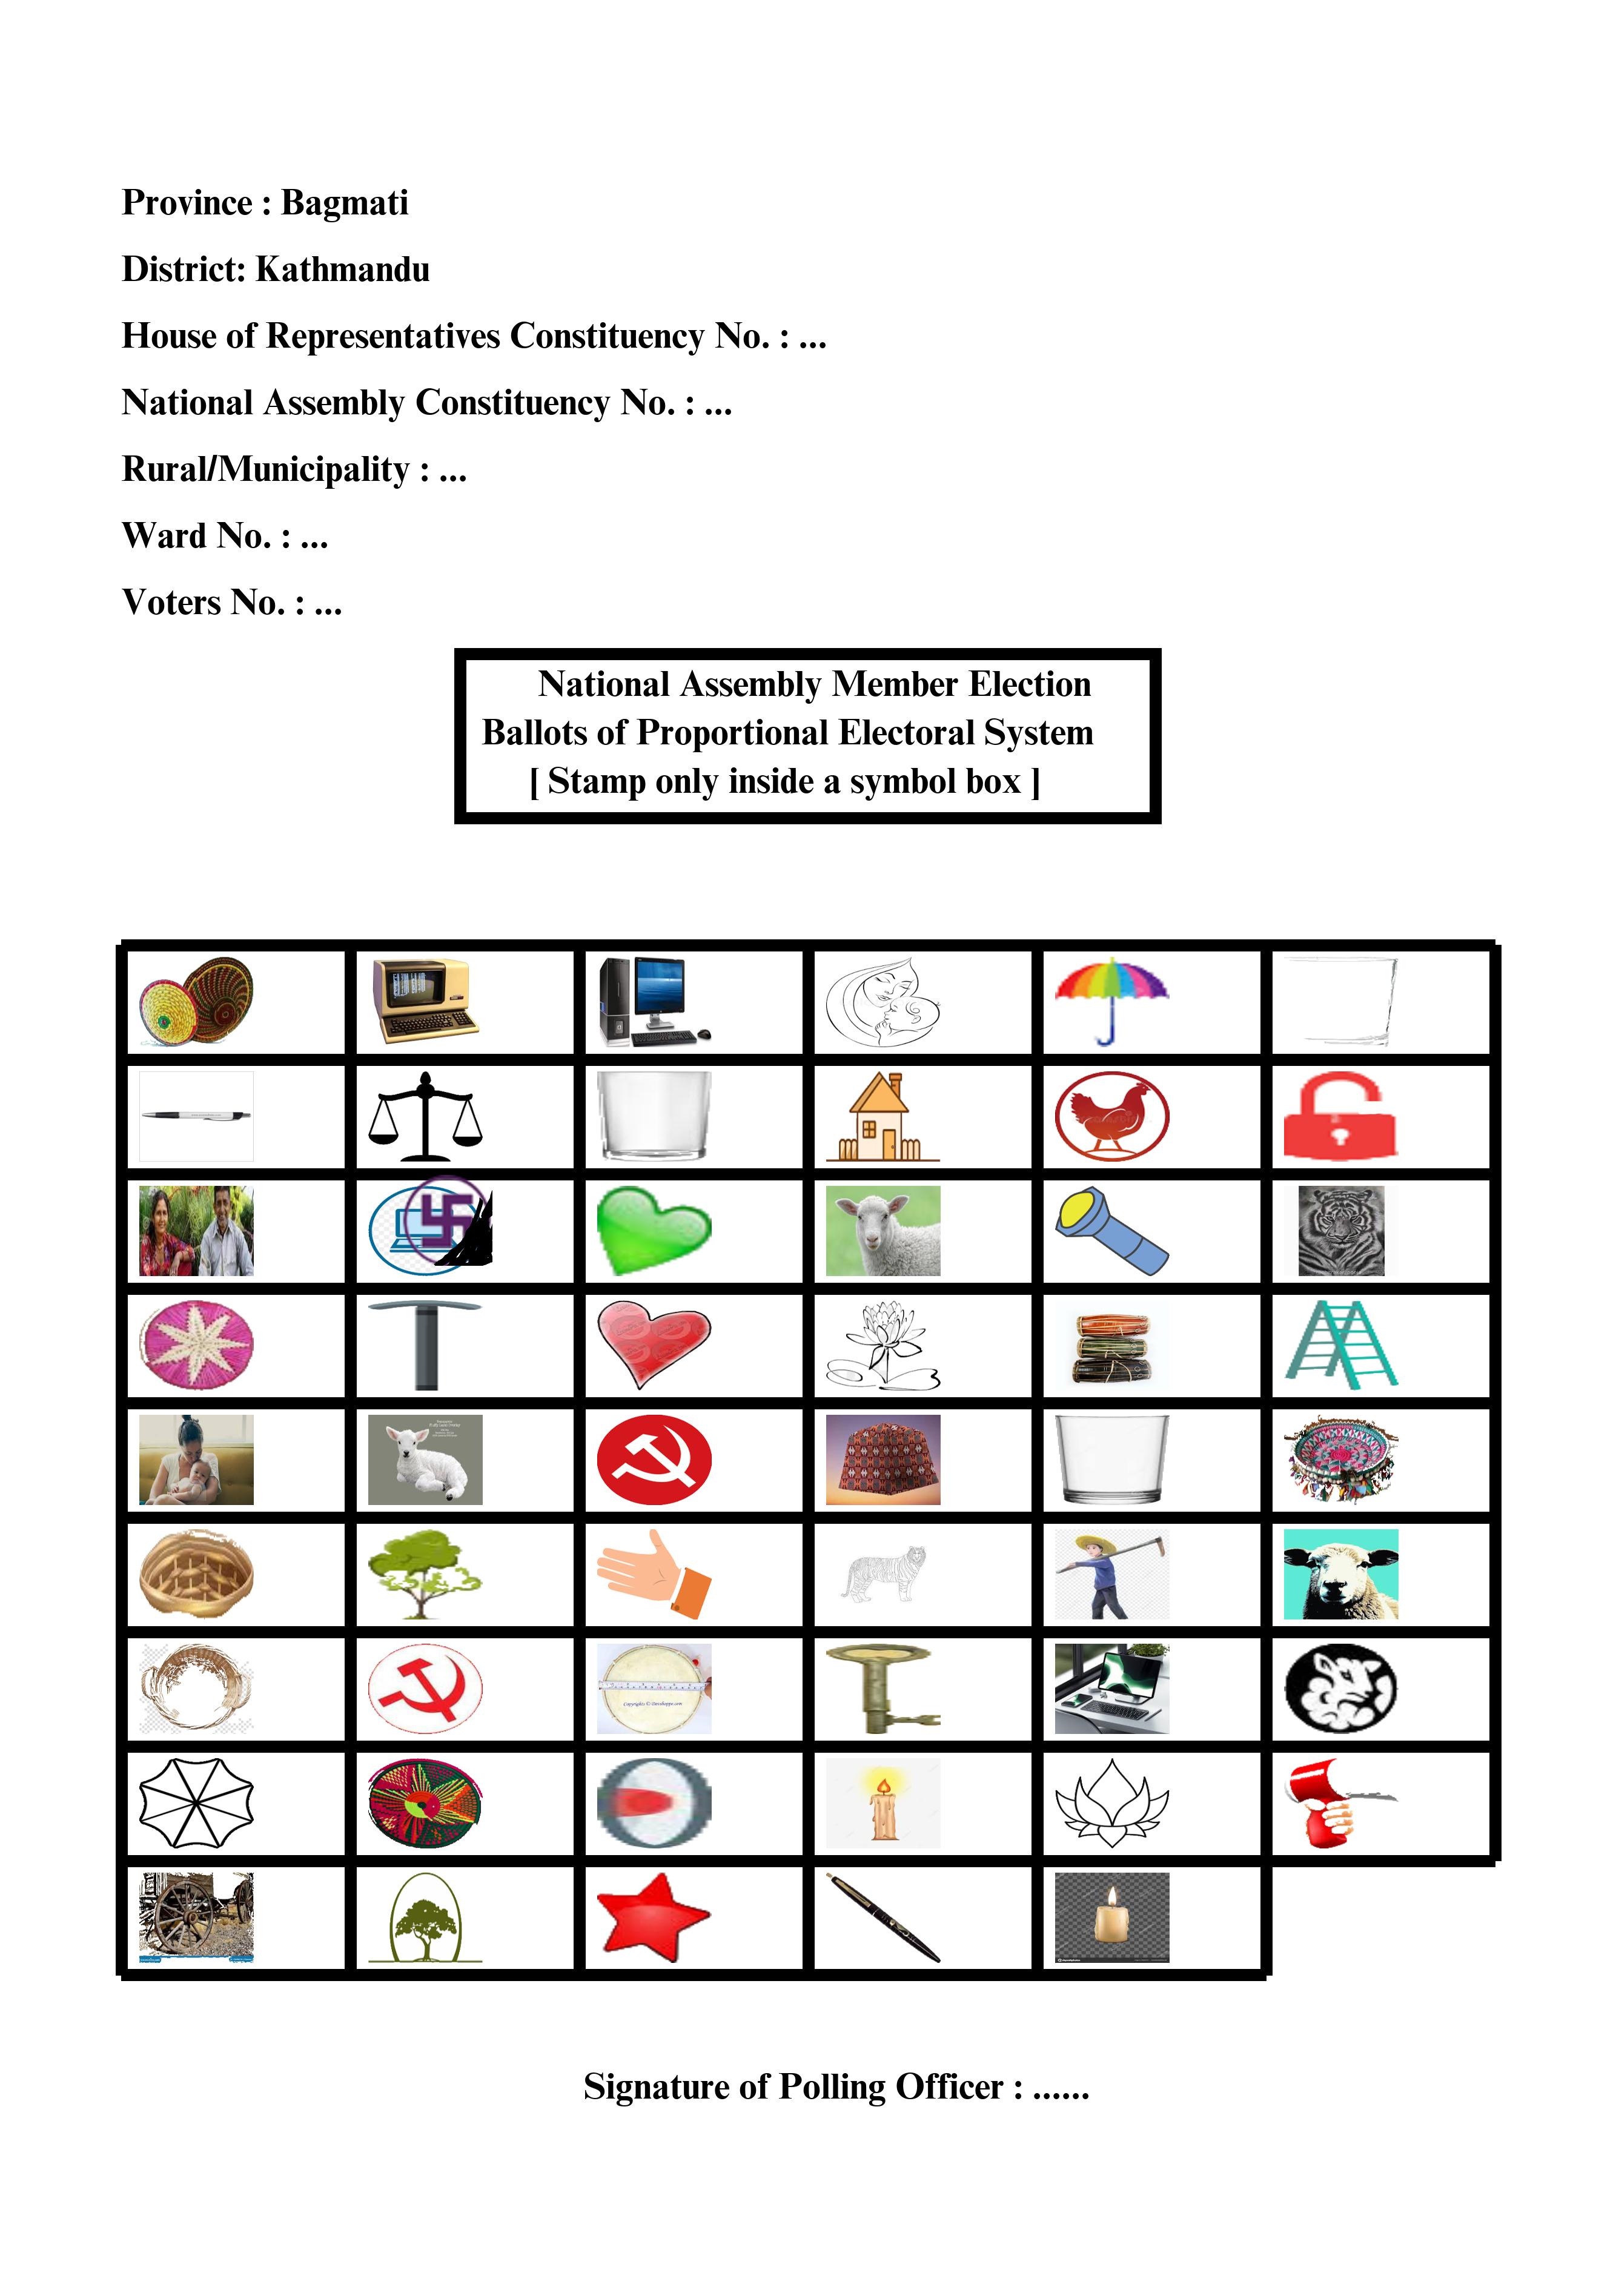 Province : Bagmati
District: Kathmandu
House of Representatives Constituency No. : ...
National Assembly Constituency No. : ...
Rural/Municipality : ...
Ward No. : ...
Voters No. : ...
National Assembly Member Election
Ballots of Proportional Electoral System
[ Stamp only inside a symbol box ]
Signature of Polling Officer : ......